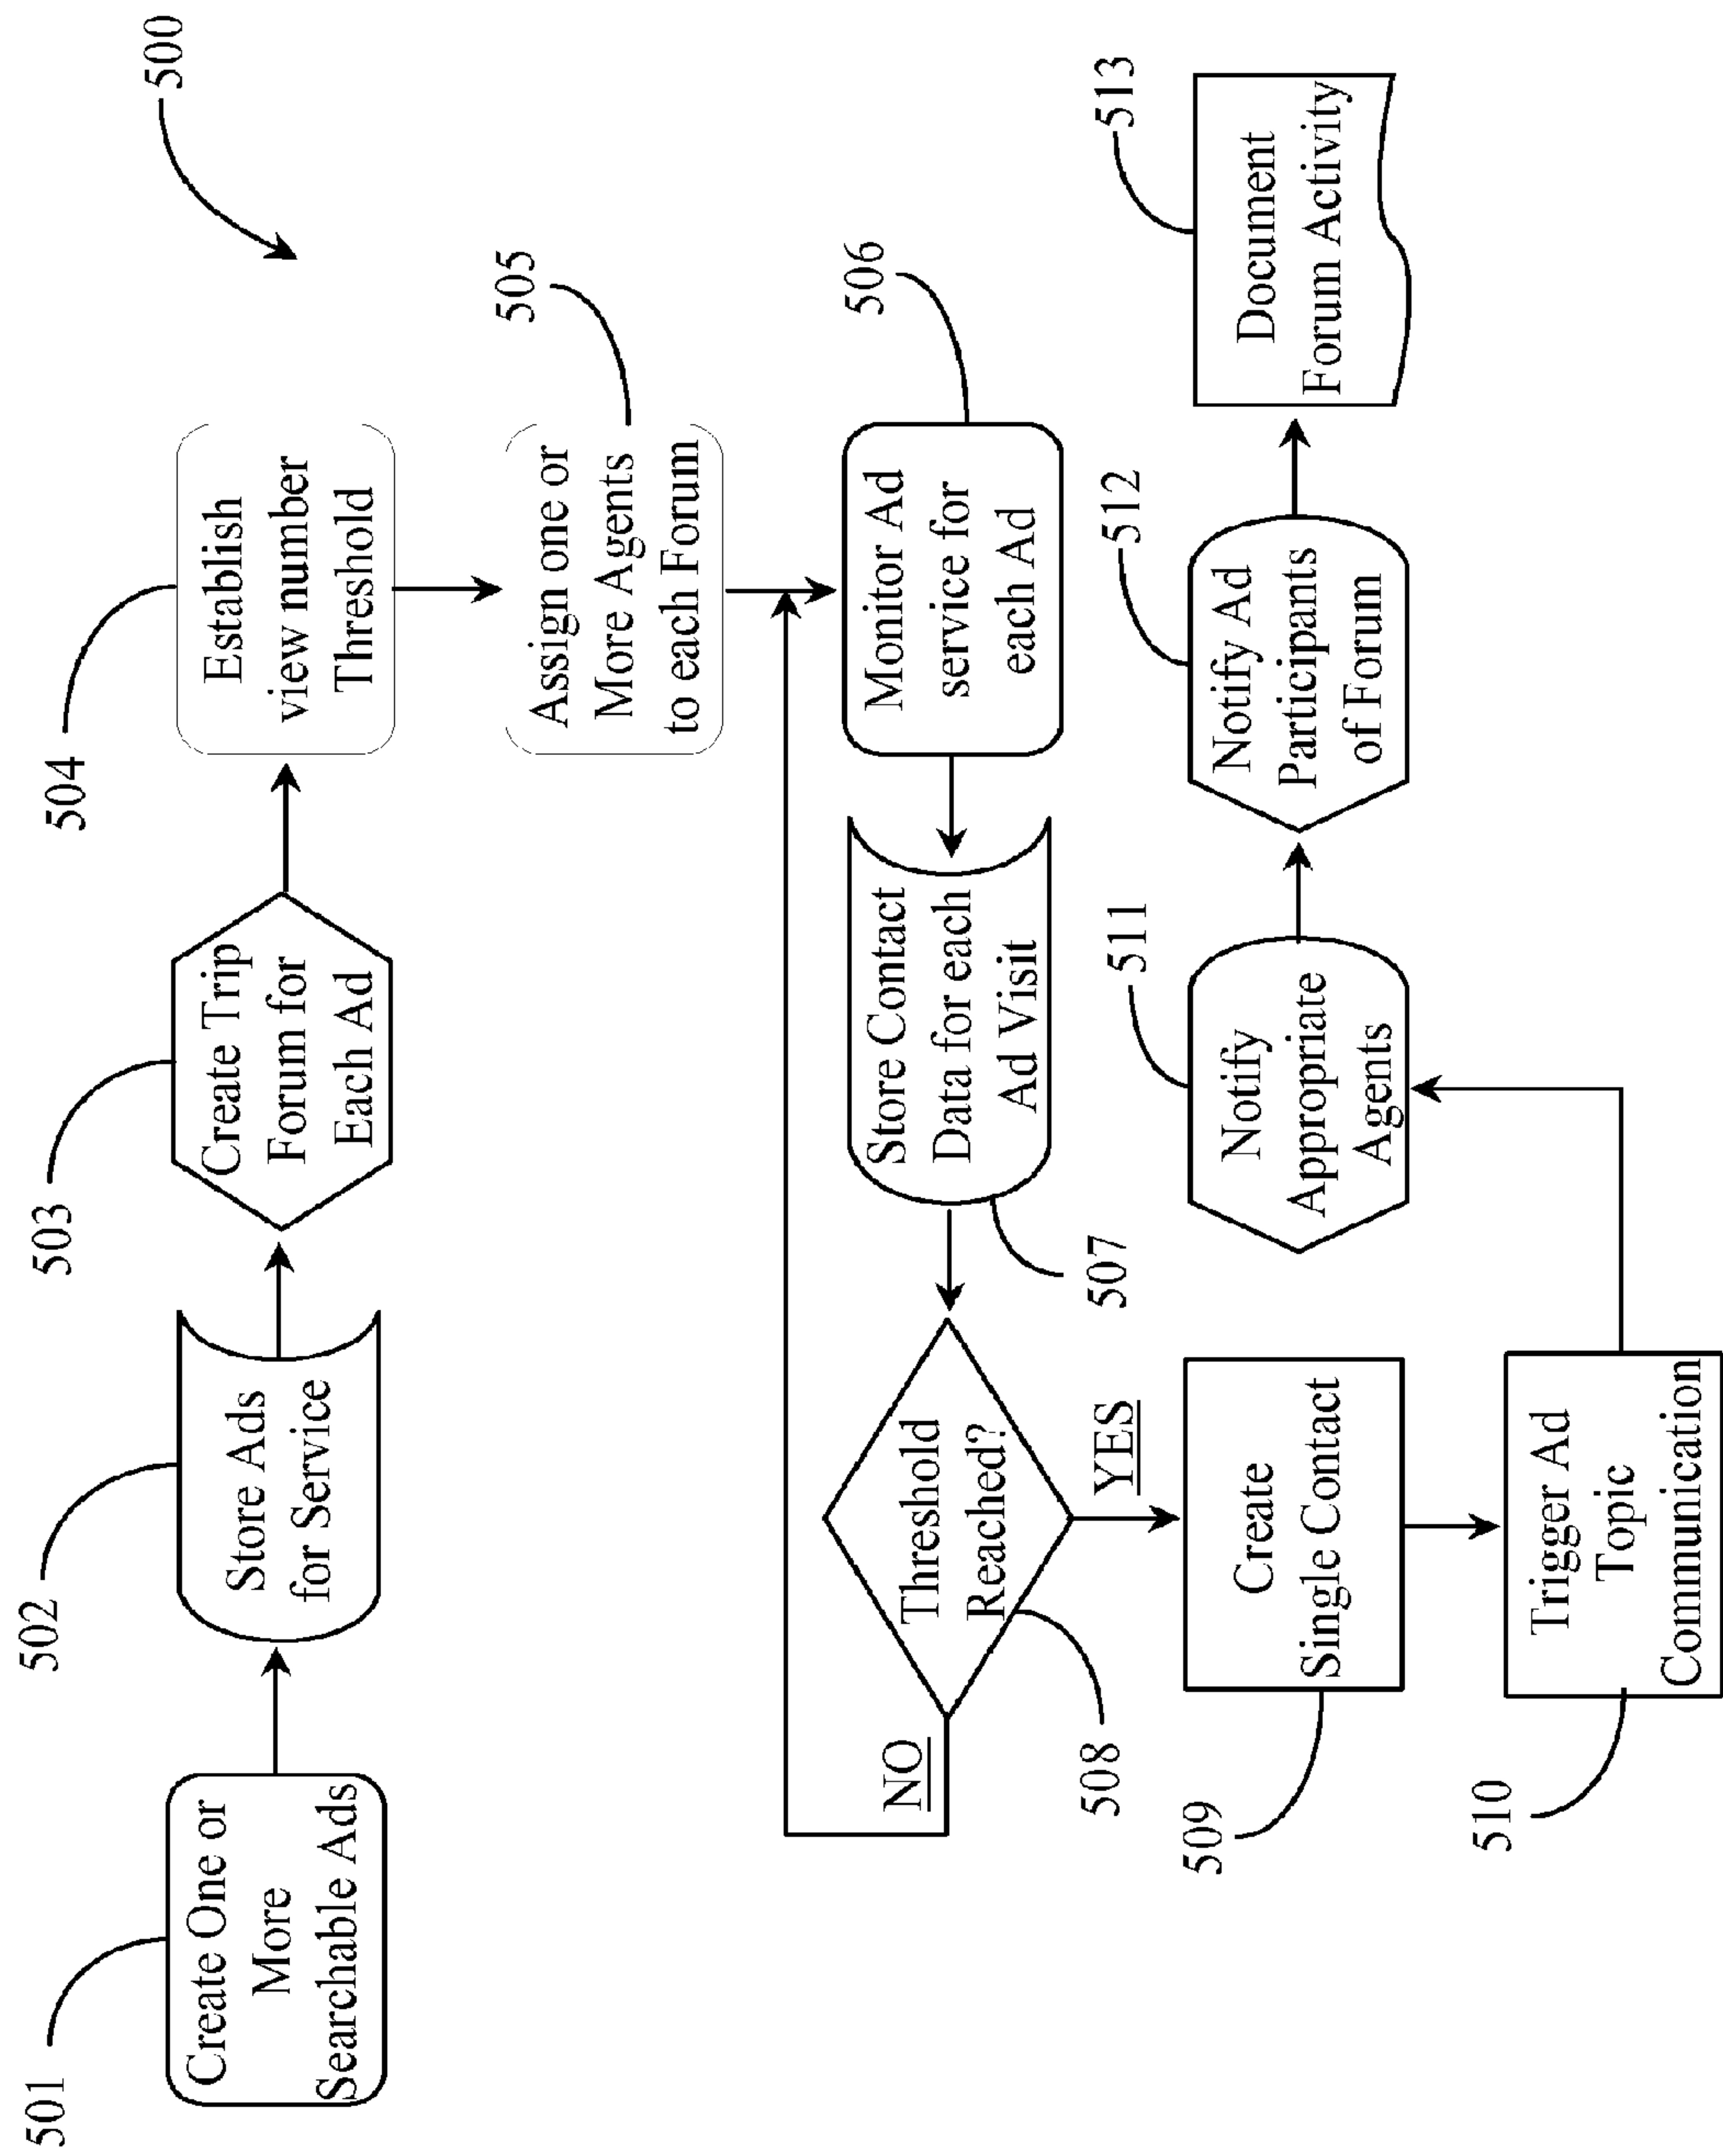 500
501
Create One or
More
Searchable Ads
502
Store Ads
for Service
503
Create Trip
Forum for
Each Ad
504
Establish
view number
Threshold
505
Assign one or
More Agents
to each Forum
506
Monitor Ad
service for
each Ad
507
Store Contact
Data for each
Ad Visit
508
Threshold
Reached?
NO
YES
509
Create
Single Contact
510
Trigger Ad
Topic
Communication
511
Notify
Appropriate
Agents
512
Notify Ad
Participants
of Forum
513
Document
Forum Activity